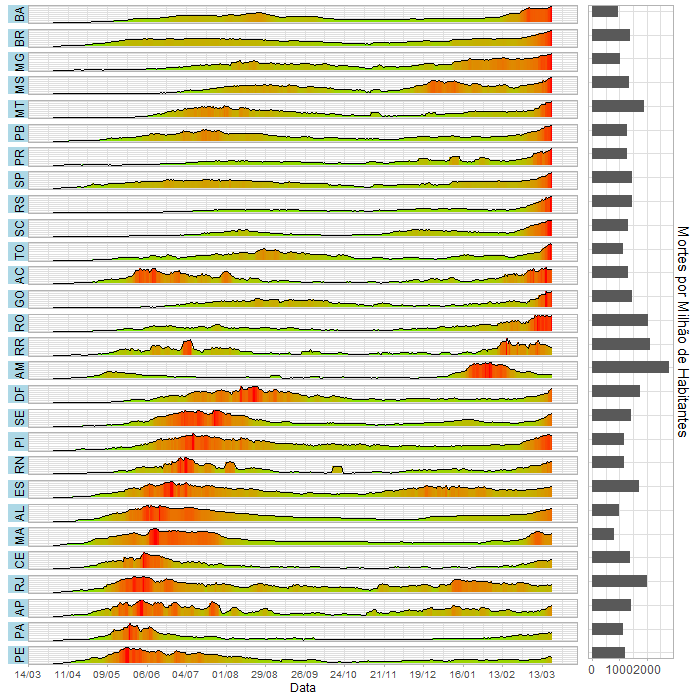 BA
BR
MG
MS
MT
PB
PR
SP
RS
SC
TO
AC
GO
RO
RR
AM
DF
SE
PI
RN
ES
AL
MA
CE
RJ
AP
PA
PE
14/03 11/04 09/05 06/06 04/07 01/08 29/08 26/09 24/10 21/11 19/12 16/01 13/02 13/03
Data
0 1000 2000
Mortes por Milhão de Habitantes